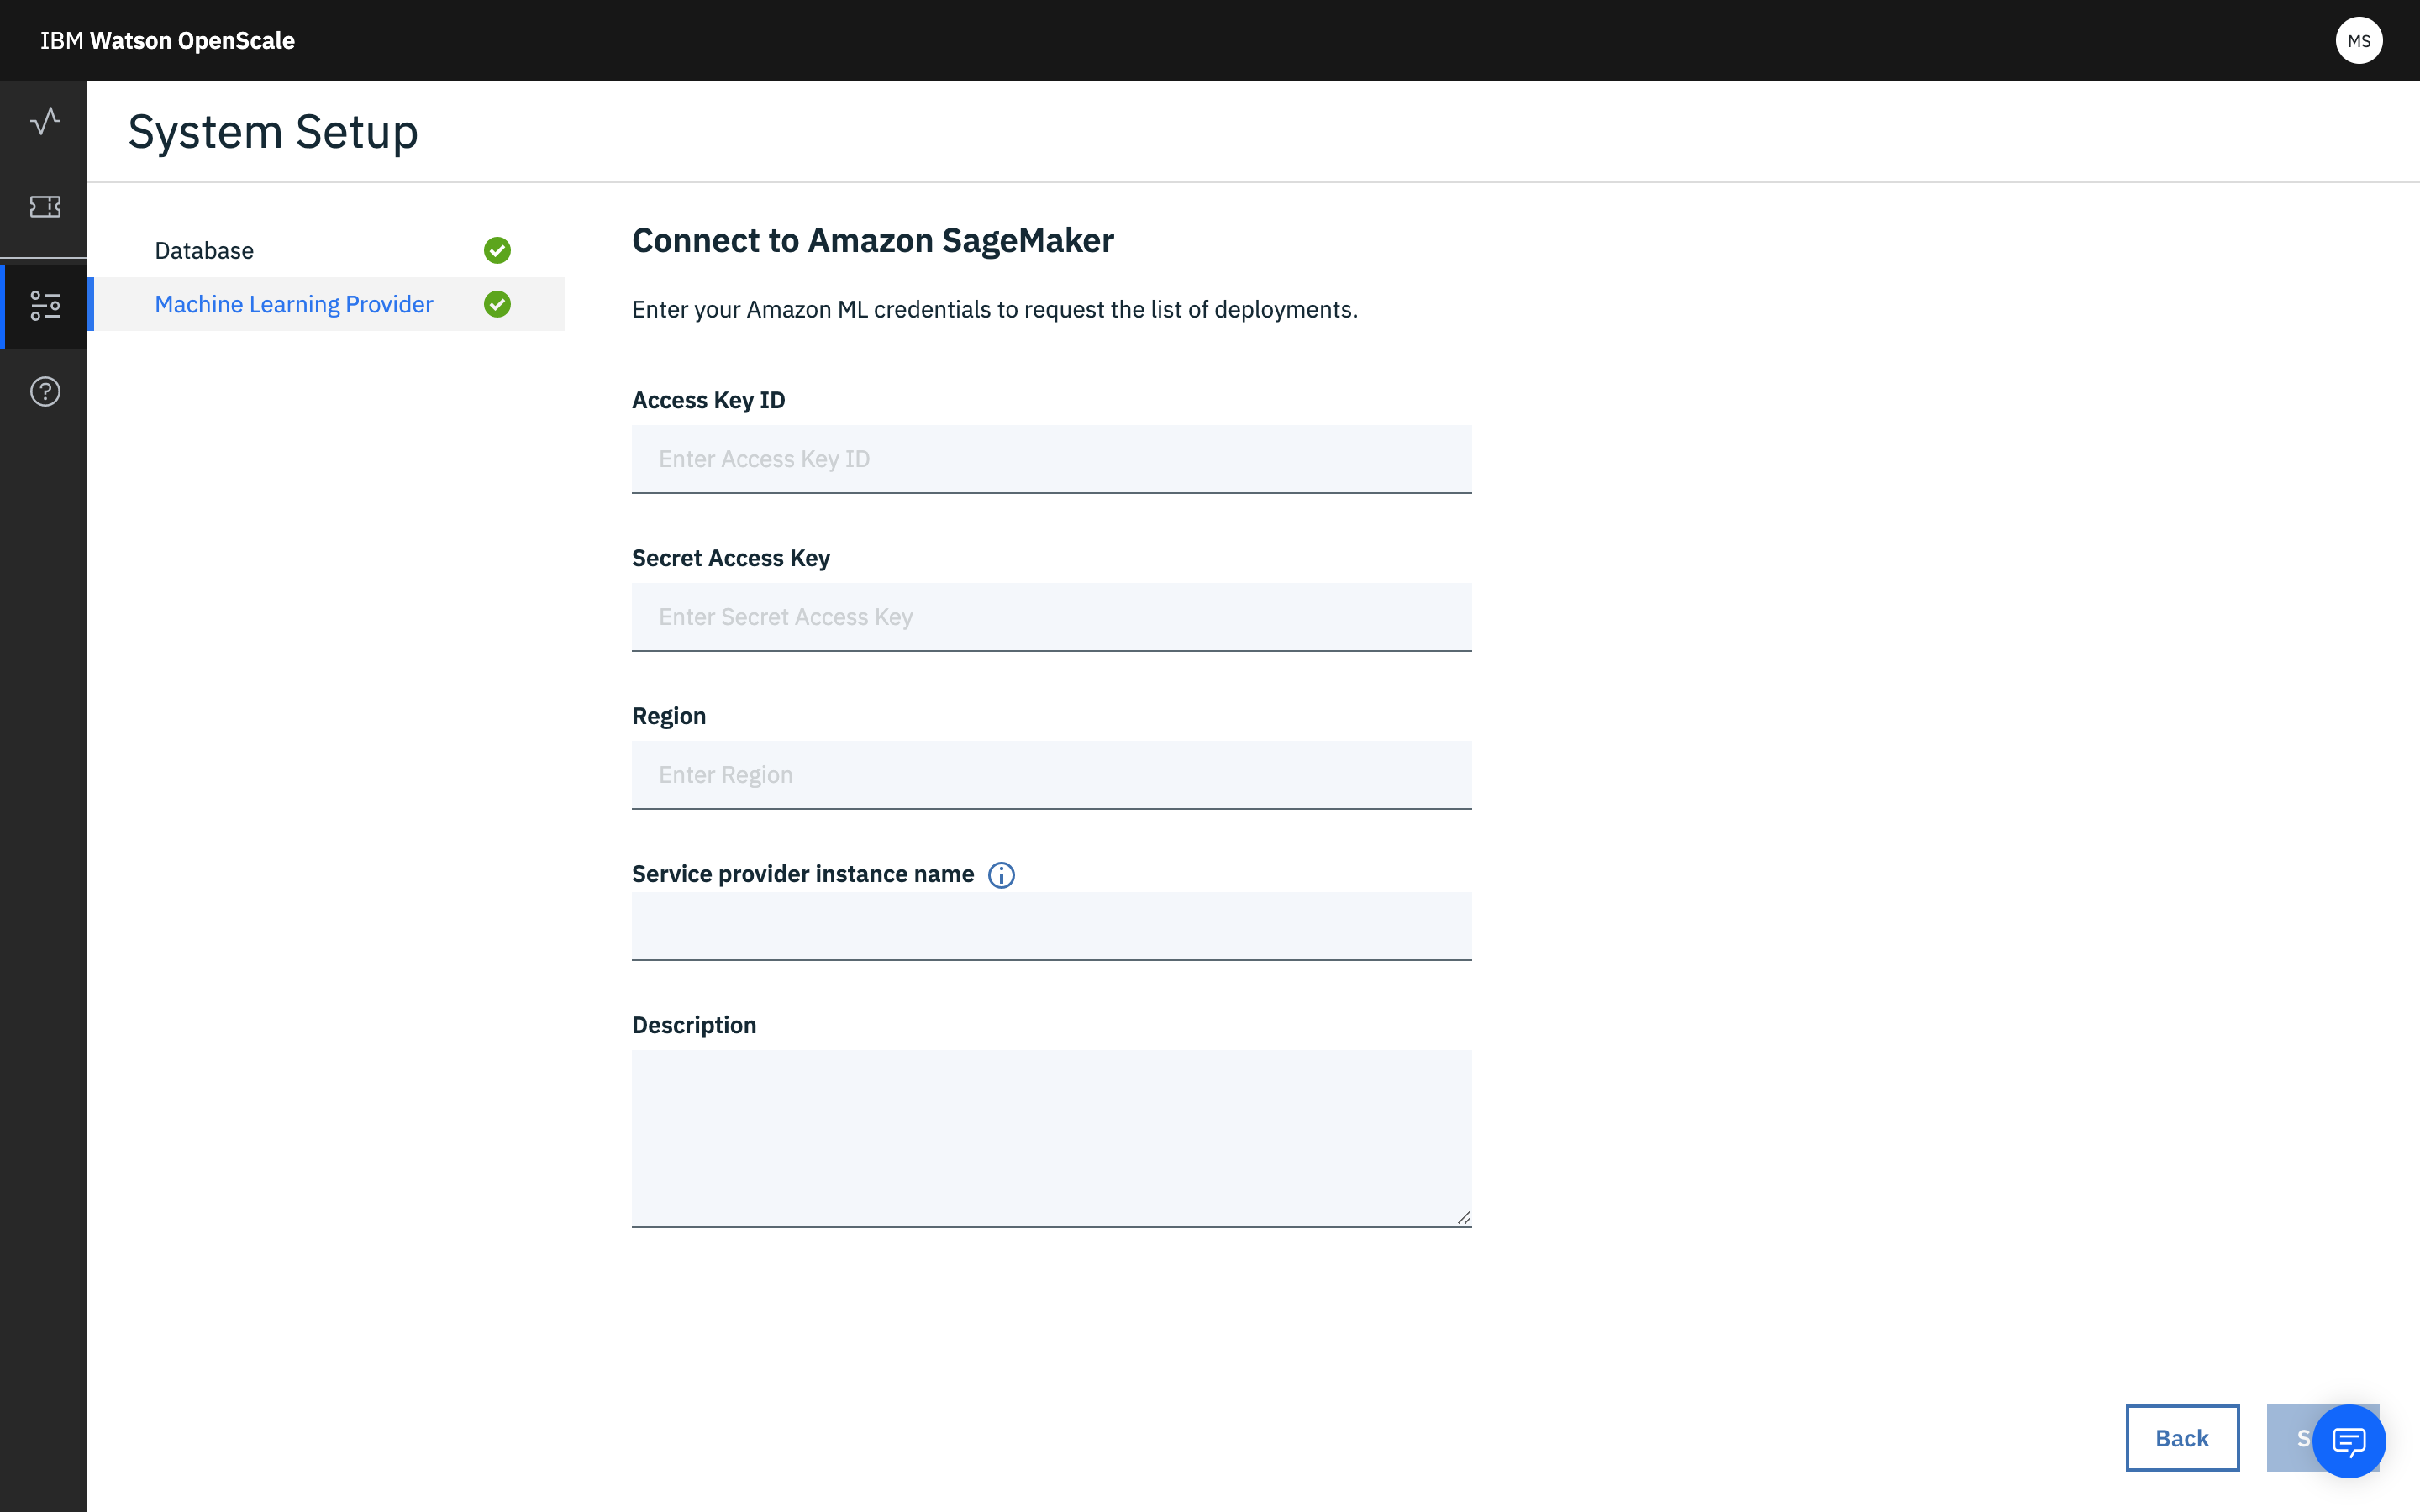 IBM Watson OpenScale
MS
System Setup
Database
Machine Learning Provider
Connect to Amazon SageMaker
Enter your Amazon ML credentials to request the list of deployments.
Access Key ID
Enter Access Key ID
Secret Access Key
Enter Secret Access Key
Region
Enter Region
Service provider instance name
Description
Back